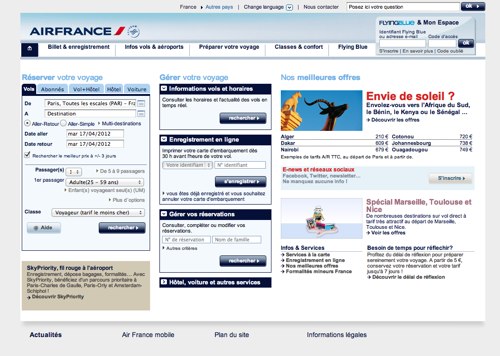 France Autres pays Change language Nous contacter Posez ici votre question ok
AIRFRANCE
FLYING BLUE & Mon Espace
Identifiant Flying Blue
ou adresse e-mail Code secret
ok
S'inscrire | En savoir plus | Code oublié
Billet & enregistrement Infos vols & aéroports Préparer votre voyage Classes & confort Flying Blue
Réserver votre voyage
Vols Abonnés Vol+Hôtel Hôtel Voiture
De Paris, Toutes les escales (PAR) - Fra
A Destination
Aller-Retour Aller-Simple Multi-destinations
Date aller mar 17/04/2012
Date retour mar 17/04/2012
Rechercher le meilleur prix à +/- 3 jours
Passager(s) 1 De 5 à 9 passagers
1er passager Adulte(25 - 59 ans)
Enfant(s) voyageant seul(s) (UM)
Plus d'options
Classe Voyageur (tarif le moins cher)
Aide rechercher
SkyPriority, fil rouge à l'aéroport
Enregistrement, dépose-bagages, formalités.... Avec
SkyPriority, bénéficiez d'un parcours prioritaire à
Paris-Charles de Gaulle, Paris-Orly et Amsterdam-
Schiphol !
Découvrir SkyPriority
Gérer votre voyage
Informations vols et horaires
Consulter les horaires et l'actualité des vols en
temps réel.
rechercher
Enregistrement en ligne
Imprimer votre carte d'embarquement dès
30 h avant l'heure de votre vol.
Votre identifiant N° identifiant
s'enregistrer
vous êtes déjà enregistré et vous souhaitez
annuler votre carte d'embarquement
Gérer vos réservations
Consulter, compléter ou modifier vos
réservations.
N° de réservation Nom de famille
Autres critères
rechercher
Hôtel, voiture et autres services
Nos meilleures offres
Envie de soleil ?
Envolez-vous vers l'Afrique du Sud,
le Bénin, le Kenya ou le Sénégal ...
Découvrir les offres
Alger 210 € Cotonou 720 €
Dakar 609 € Johannesbourg 738 €
Nairobi 679 € Ouagadougou 749 €
Exemples de tarifs A/R TTC, au départ de Paris et à partir de.
E-news et réseaux sociaux
Facebook, Twitter, newsletter...
Ne manquez aucune info !
S'inscrire
Spécial Marseille, Toulouse et
Nice
De nombreuses destinations sur vol direct à
tarif très attractif au départ de Marseille,
Toulouse et Nice.
Voir les offres
Infos & Services
Services à la carte
Enregistrement en ligne
Nos meilleures offres
Formalités mineurs France
Besoin de temps pour réfléchir?
Profitez du délai de réflexion pour préparer
sereinement votre voyage. A partir de 5 €,
conservez votre réservation et votre tarif
jusqu'à 7 jours !
Découvrir le délai de réflexion
Actualités Air France mobile Plan du site Informations légales